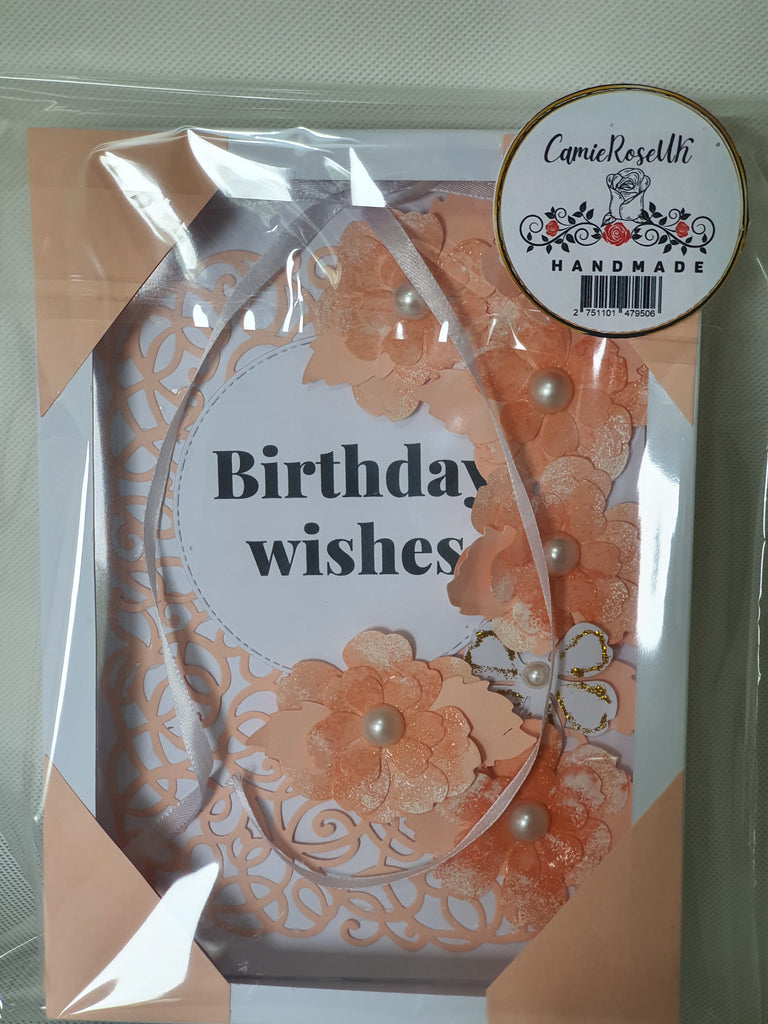 CamieRoseUK
HANDMADE
2 751101 479506
Birthday
wishes